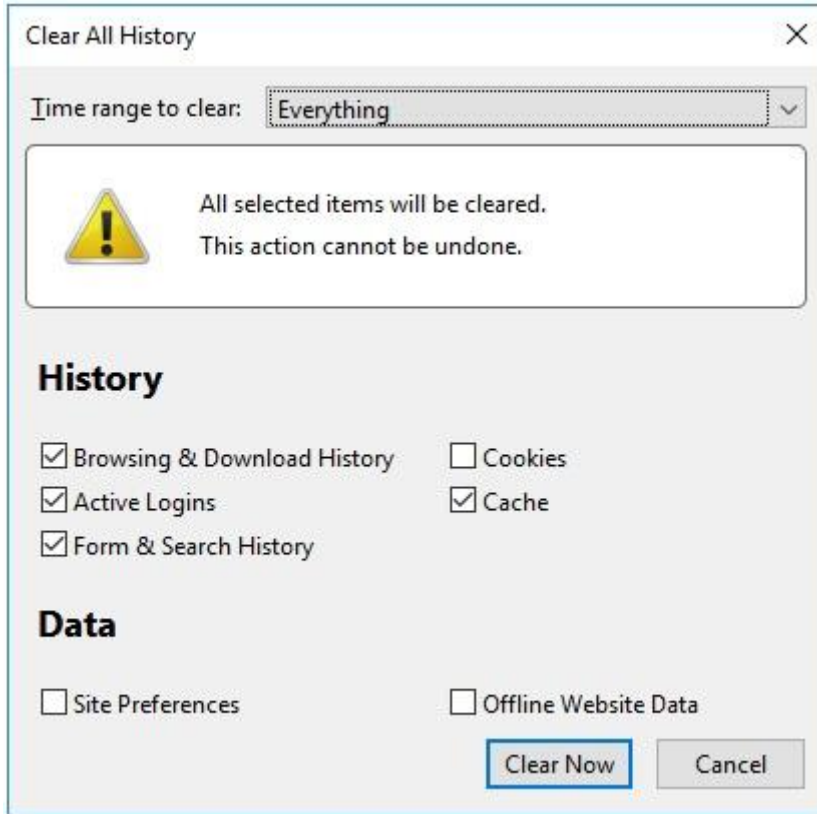 Clear All History
Time range to clear: Everything
All selected items will be cleared.
This action cannot be undone.
History
Browsing & Download History Cookies
Active Logins Cache
Form & Search History
Data
Site Preferences Offline Website Data
Clear Now Cancel